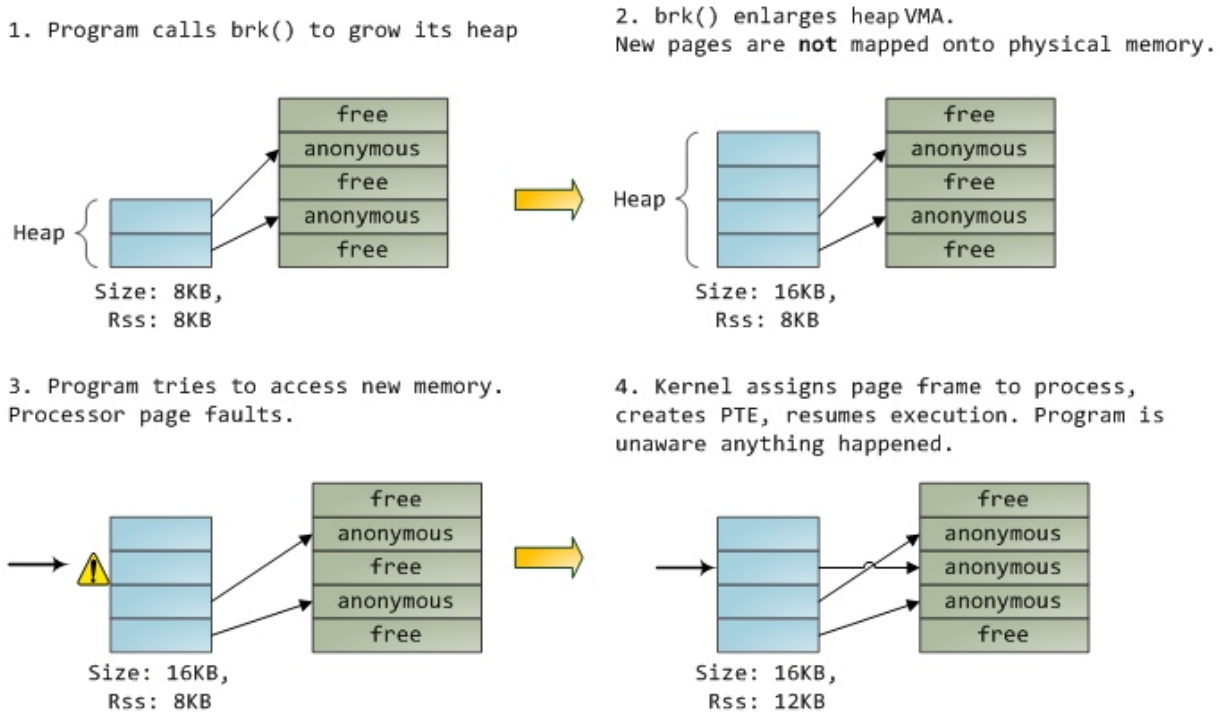 1. Program calls brk() to grow its heap
2. brk() enlarges heap VMA.
New pages are not mapped onto physical memory.
free
anonymous
free
anonymous
free
Heap
Size: 8KB,
Rss: 8KB
free
anonymous
free
anonymous
free
Heap
Size: 16KB,
Rss: 8KB
3. Program tries to access new memory.
Processor page faults.
4. Kernel assigns page frame to process,
creates PTE, resumes execution. Program is
unaware anything happened.
free
anonymous
free
anonymous
free
Size: 16KB,
Rss: 8KB
free
anonymous
anonymous
anonymous
free
Size: 16KB,
Rss: 12KB